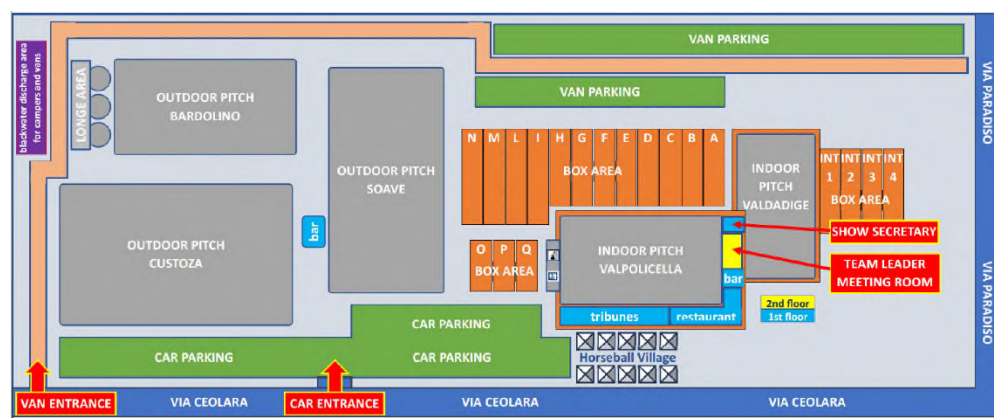 VAN PARKING
VIA PARADISO
blackwater discharge area
for campers and vans
LONGE AREA
OUTDOOR PITCH
BARDOLINO
OUTDOOR PITCH
SOAVE
VAN PARKING
N M L I H G F E D C B A
BOX AREA
INDOOR
PITCH
VALDADIGE
INT
1
INT
2
INT
3
INT
4
BOX AREA
OUTDOOR PITCH
CUSTOZA
bar
O P Q
BOX AREA
INDOOR PITCH
VALPOLICELLA
SHOW SECRETARY
TEAM LEADER
MEETING ROOM
bar
2nd floor
1st floor
VIA PARADISO
tribunes
restaurant
CAR PARKING
CAR PARKING
CAR PARKING
Horseball Village
VAN ENTRANCE
VIA CEOLARA
CAR ENTRANCE
VIA CEOLARA
VIA CEOLARA